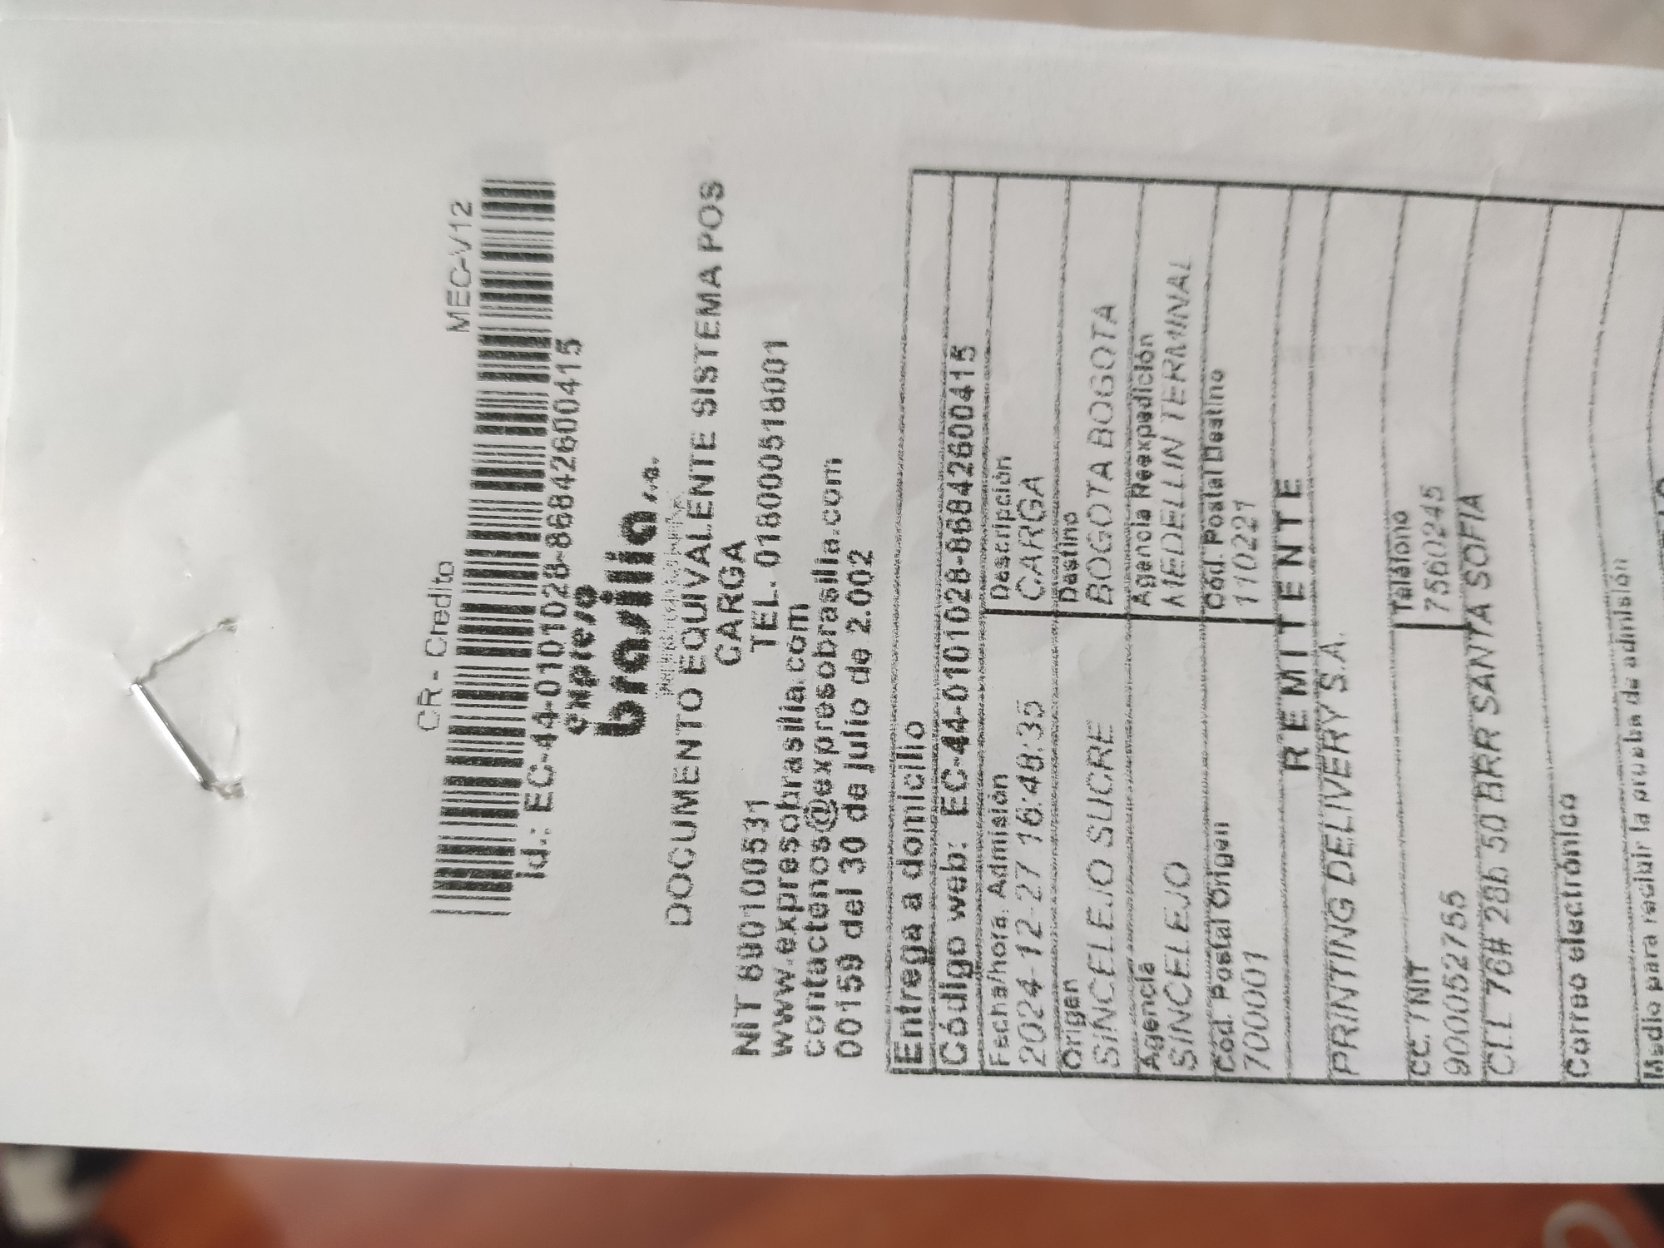 CR - Credito MEC-V12
Id.: EC-44-0101028-86842600415
expreso
brasilia s.a.
DOCUMENTO EQUIVALENTE SISTEMA POS
CARGA
NIT 890100531 TEL. 018000518001
www.expresobrasilia.com
contactenos@expresobrasilia.com
00159 del 30 de julio de 2.002
Entrega a domicilio
Código web: EC-44-0101028-86842600415
Fecha/hora. Admisión Descripción
2024-12-27 16:48:35 CARGA
Origen Destino
SINCELEJO SUCRE BOGOTA BOGOTA
Agencia Agencia Reexpedición
SINCELEJO MEDELLIN TERMINAL
Cód. Postal Origen Cód. Postal Destino
700001 110221
REMITENTE
PRINTING DELIVERY S.A.
CC. / NIT Teléfono
900052755 7560245
CLL 76# 28b 50 BRR SANTA SOFIA
Correo electrónico
Medio para recibir la prueba de admisión